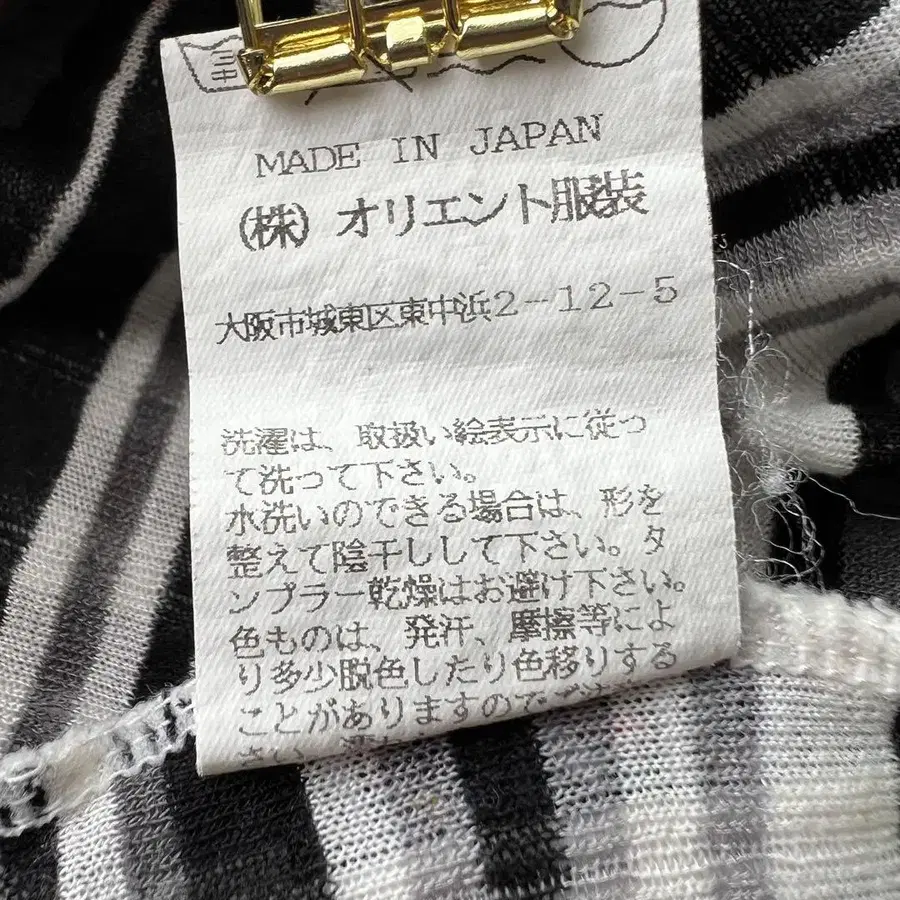 MADE IN JAPAN
(株) オリエント服装
大阪市城東区東中浜2-12-5
洗濯は、取扱い絵表示に従っ
て洗って下さい。
水洗いのできる場合は、形を
整えて陰干しして下さい。タ
ンプラー乾燥はお避け下さい。
色ものは、発汗、摩擦等によ
り多少脱色したり色移りする
ことがありますので